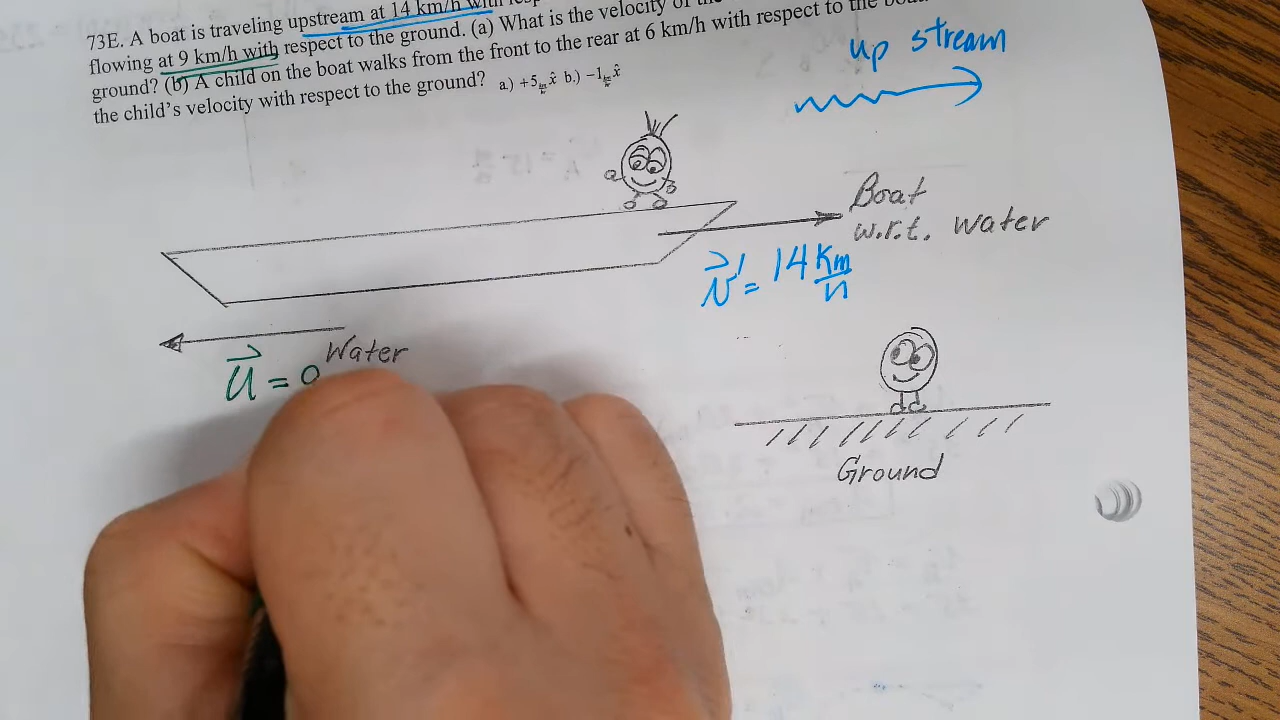 73E. A boat is traveling upstream at 14 km/h with
flowing at 9 km/h with respect to the ground. (a) What is the velocity of the
ground? (b) A child on the boat walks from the front to the rear at 6 km/h with respect to the
the child's velocity with respect to the ground? a.) +5 km/h x̂ b.) −1 km/h x̂
up stream
Boat
w.r.t. water
v⃗' = 14 Km/h
Water
u⃗ =
Ground